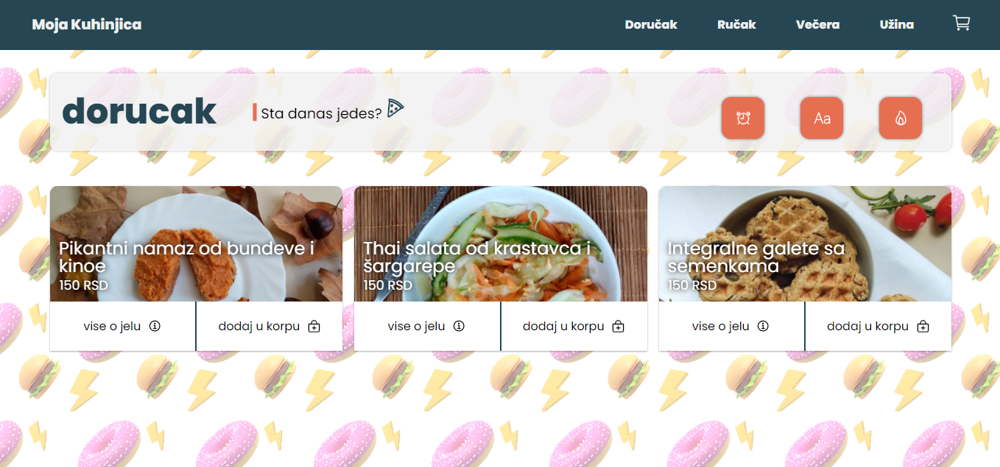 Moja Kuhinjica
Doručak
Ručak
Večera
Užina
dorucak
Sta danas jedes?
Aa
Pikantni namaz od bundeve i
kinoe
150 RSD
vise o jelu
dodaj u korpu
Thai salata od krastavca i
šargarepe
150 RSD
vise o jelu
dodaj u korpu
Integralne galete sa
semenkama
150 RSD
vise o jelu
dodaj u korpu